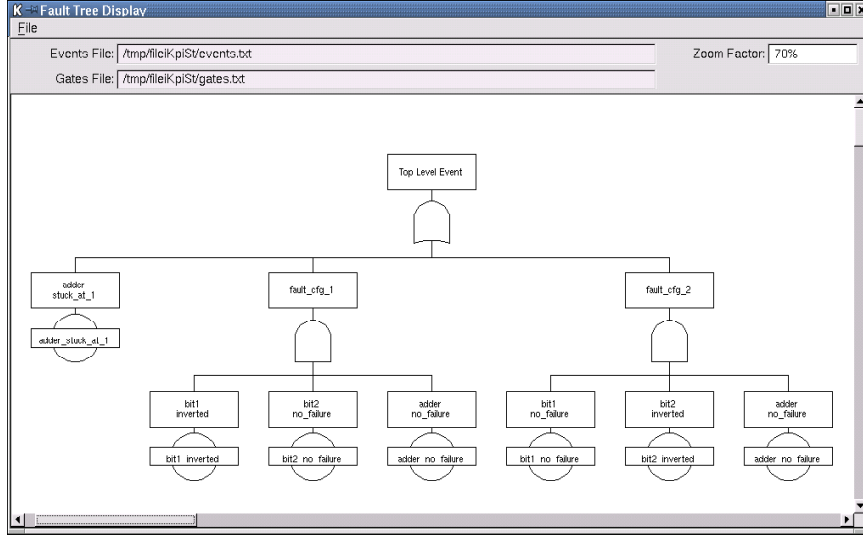 Fault Tree Display
File
Events File: /tmp/fileiKpiSt/events.txt
Zoom Factor: 70%
Gates File: /tmp/fileiKpiSt/gates.txt
Top Level Event
adder
stuck_at_1
fault_cfg_1
fault_cfg_2
adder_stuck_at_1
bit1
inverted
bit2
no_failure
adder
no_failure
bit1
no_failure
bit2
inverted
adder
no_failure
bit1_inverted
bit2_no_failure
adder_no_failure
bit1_no_failure
bit2_inverted
adder_no_failure